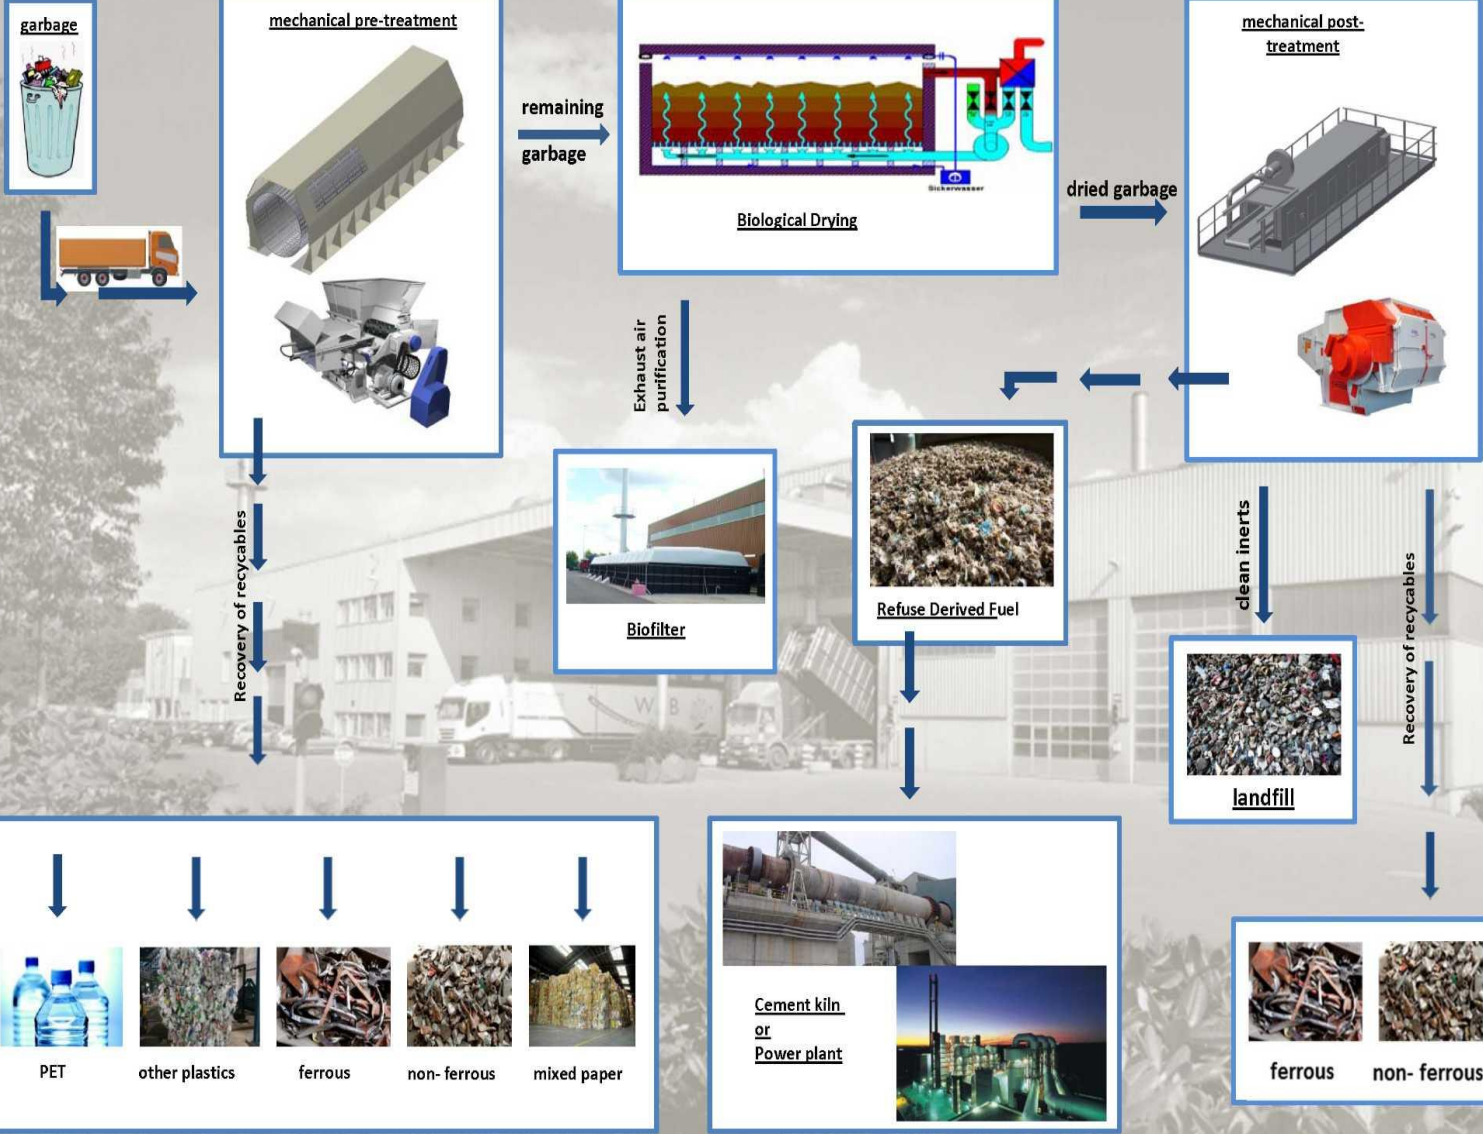 garbage
mechanical pre-treatment
remaining
garbage
Sickerwasser
Biological Drying
dried garbage
mechanical post-
treatment
Exhaust air
purification
Recovery of recycables
Biofilter
Refuse Derived Fuel
clean inerts
landfill
Recovery of recycables
PET
other plastics
ferrous
non- ferrous
mixed paper
Cement kiln
or
Power plant
ferrous
non- ferrous